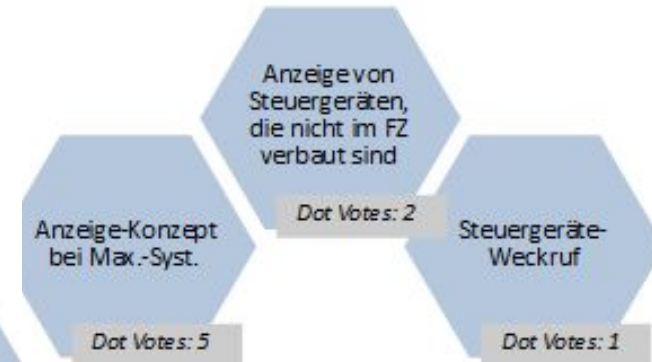 Anzeige von
Steuergeräten,
die nicht im FZ
verbaut sind
Dot Votes: 2
Anzeige-Konzept
bei Max.-Syst.
Dot Votes: 5
Steuergeräte-
Weckruf
Dot Votes: 1